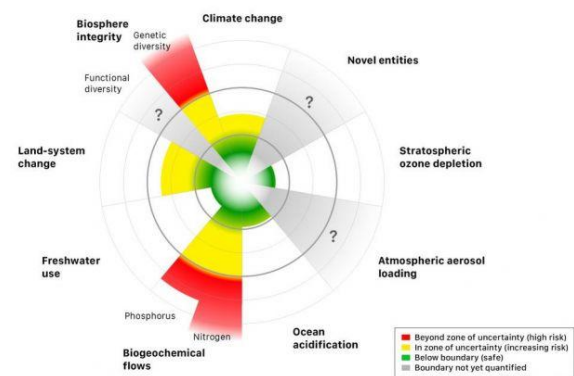 Climate change
Biosphere
integrity
Genetic
diversity
Novel entities
Functional
diversity
?
?
Land-system
change
Stratospheric
ozone depletion
?
Freshwater
use
Atmospheric aerosol
loading
Phosphorus
Nitrogen
Ocean
acidification
Biogeochemical
flows
Beyond zone of uncertainty (high risk)
In zone of uncertainty (increasing risk)
Below boundary (safe)
Boundary not yet quantified